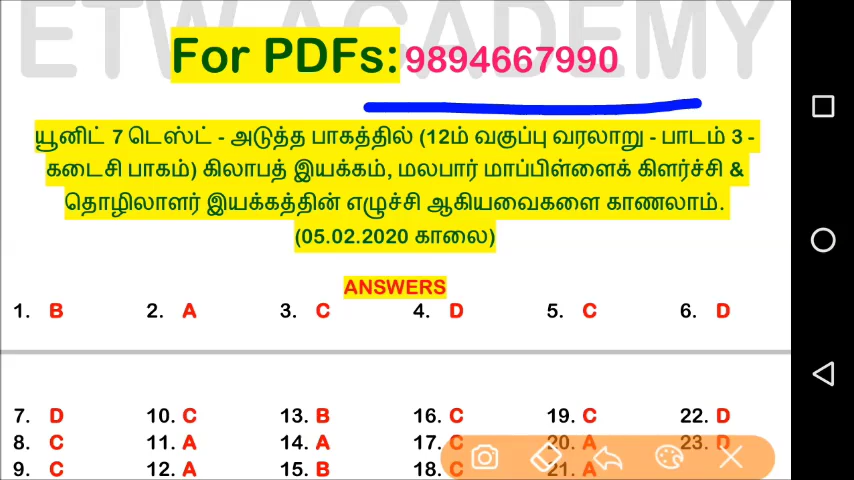 ETW ACADEMY
For PDFs: 9894667990
யூனிட் 7 டெஸ்ட் - அடுத்த பாகத்தில் (12ம் வகுப்பு வரலாறு - பாடம் 3 -
கடைசி பாகம்) கிலாபத் இயக்கம், மலபார் மாப்பிள்ளைக் கிளர்ச்சி &
தொழிலாளர் இயக்கத்தின் எழுச்சி ஆகியவைகளை காணலாம்.
(05.02.2020 காலை)
ANSWERS
1. B 2. A 3. C 4. D 5. C 6. D
7. D 10. C 13. B 16. C 19. C 22. D
8. C 11. A 14. A 17. C 20. A 23. D
9. C 12. A 15. B 18. C 21. A